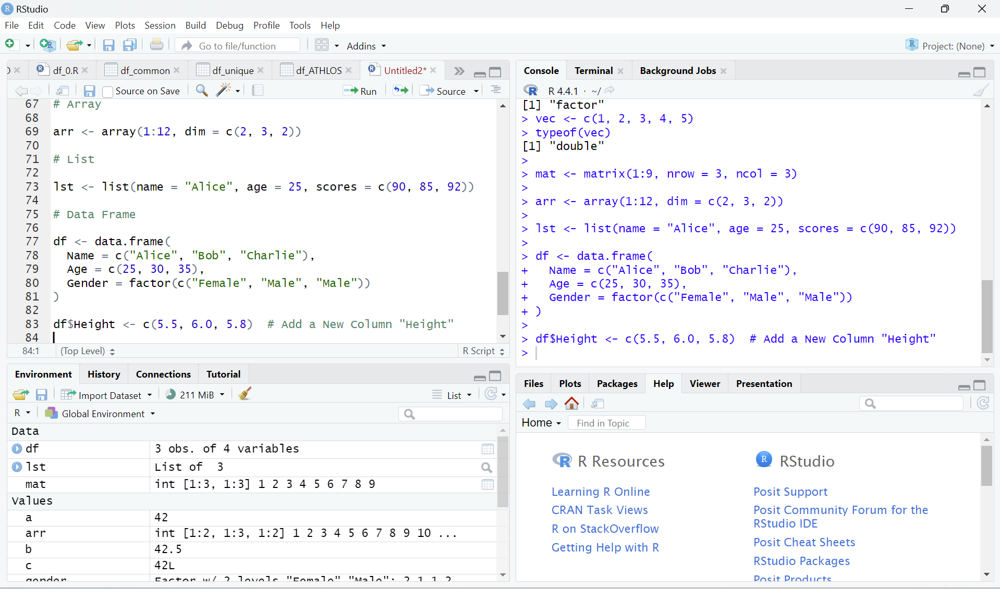 RStudio
File Edit Code View Plots Session Build Debug Profile Tools Help
Go to file/function Addins Project: (None)
df_0.R df_common df_unique df_ATHLOS Untitled2*
Source on Save Run Source
67 # Array
68
69 arr <- array(1:12, dim = c(2, 3, 2))
70
71 # List
72
73 lst <- list(name = "Alice", age = 25, scores = c(90, 85, 92))
74
75 # Data Frame
76
77 df <- data.frame(
78 Name = c("Alice", "Bob", "Charlie"),
79 Age = c(25, 30, 35),
80 Gender = factor(c("Female", "Male", "Male"))
81 )
82
83 df$Height <- c(5.5, 6.0, 5.8) # Add a New Column "Height"
84
84:1 (Top Level) R Script
Console Terminal Background Jobs
R 4.4.1 · ~/
[1] "factor"
> vec <- c(1, 2, 3, 4, 5)
> typeof(vec)
[1] "double"
>
> mat <- matrix(1:9, nrow = 3, ncol = 3)
>
> arr <- array(1:12, dim = c(2, 3, 2))
>
> lst <- list(name = "Alice", age = 25, scores = c(90, 85, 92))
>
> df <- data.frame(
+ Name = c("Alice", "Bob", "Charlie"),
+ Age = c(25, 30, 35),
+ Gender = factor(c("Female", "Male", "Male"))
+ )
>
> df$Height <- c(5.5, 6.0, 5.8) # Add a New Column "Height"
>
Environment History Connections Tutorial
Import Dataset 211 MiB List
R Global Environment
Data
df 3 obs. of 4 variables
lst List of 3
mat int [1:3, 1:3] 1 2 3 4 5 6 7 8 9
Values
a 42
arr int [1:2, 1:3, 1:2] 1 2 3 4 5 6 7 8 9 10 ...
b 42.5
c 42L
gender Factor w/ 2 levels "Female" "Male": 2 1 1 2
Files Plots Packages Help Viewer Presentation
Home Find in Topic
R Resources
Learning R Online
CRAN Task Views
R on StackOverflow
Getting Help with R
RStudio
Posit Support
Posit Community Forum for the
RStudio IDE
Posit Cheat Sheets
RStudio Packages
Posit Products